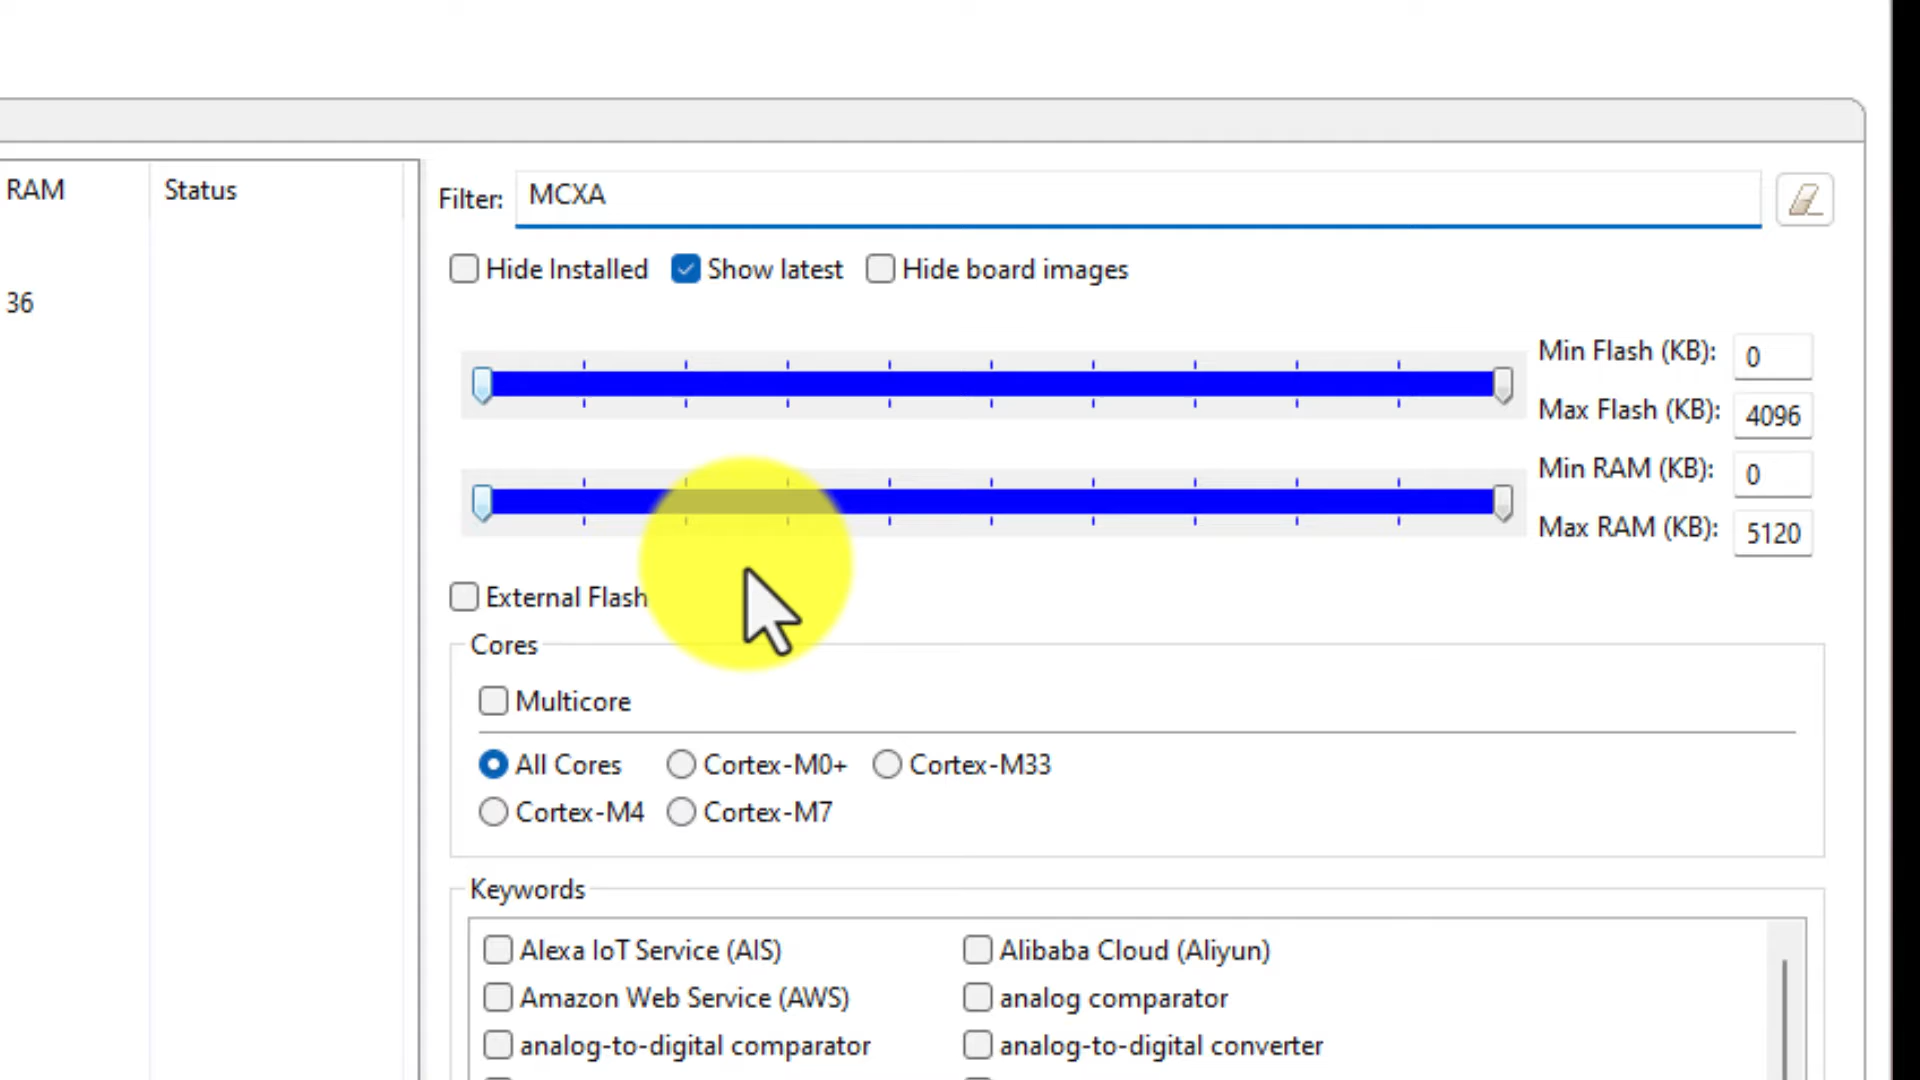 RAM
Status
36
Filter: MCXA
Hide Installed
Show latest
Hide board images
Min Flash (KB): 0
Max Flash (KB): 4096
Min RAM (KB): 0
Max RAM (KB): 5120
External Flash
Cores
Multicore
All Cores
Cortex-M0+
Cortex-M33
Cortex-M4
Cortex-M7
Keywords
Alexa IoT Service (AIS)
Alibaba Cloud (Aliyun)
Amazon Web Service (AWS)
analog comparator
analog-to-digital comparator
analog-to-digital converter